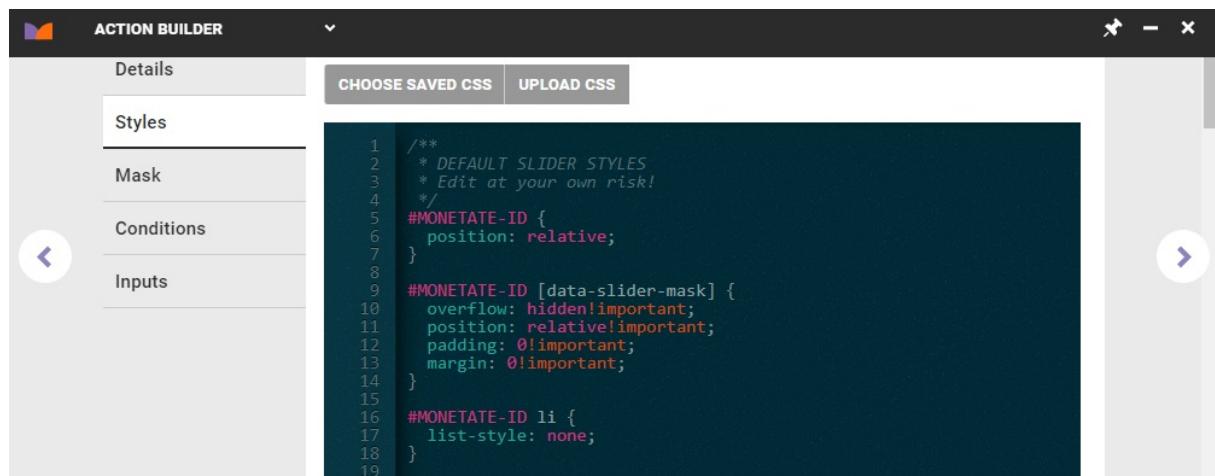 ACTION BUILDER
Details
Styles
Mask
Conditions
Inputs
CHOOSE SAVED CSS UPLOAD CSS
1 /**
2 * DEFAULT SLIDER STYLES
3 * Edit at your own risk!
4 */
5 #MONETATE-ID {
6 position: relative;
7 }
8
9 #MONETATE-ID [data-slider-mask] {
10 overflow: hidden!important;
11 position: relative!important;
12 padding: 0!important;
13 margin: 0!important;
14 }
15
16 #MONETATE-ID li {
17 list-style: none;
18 }
19